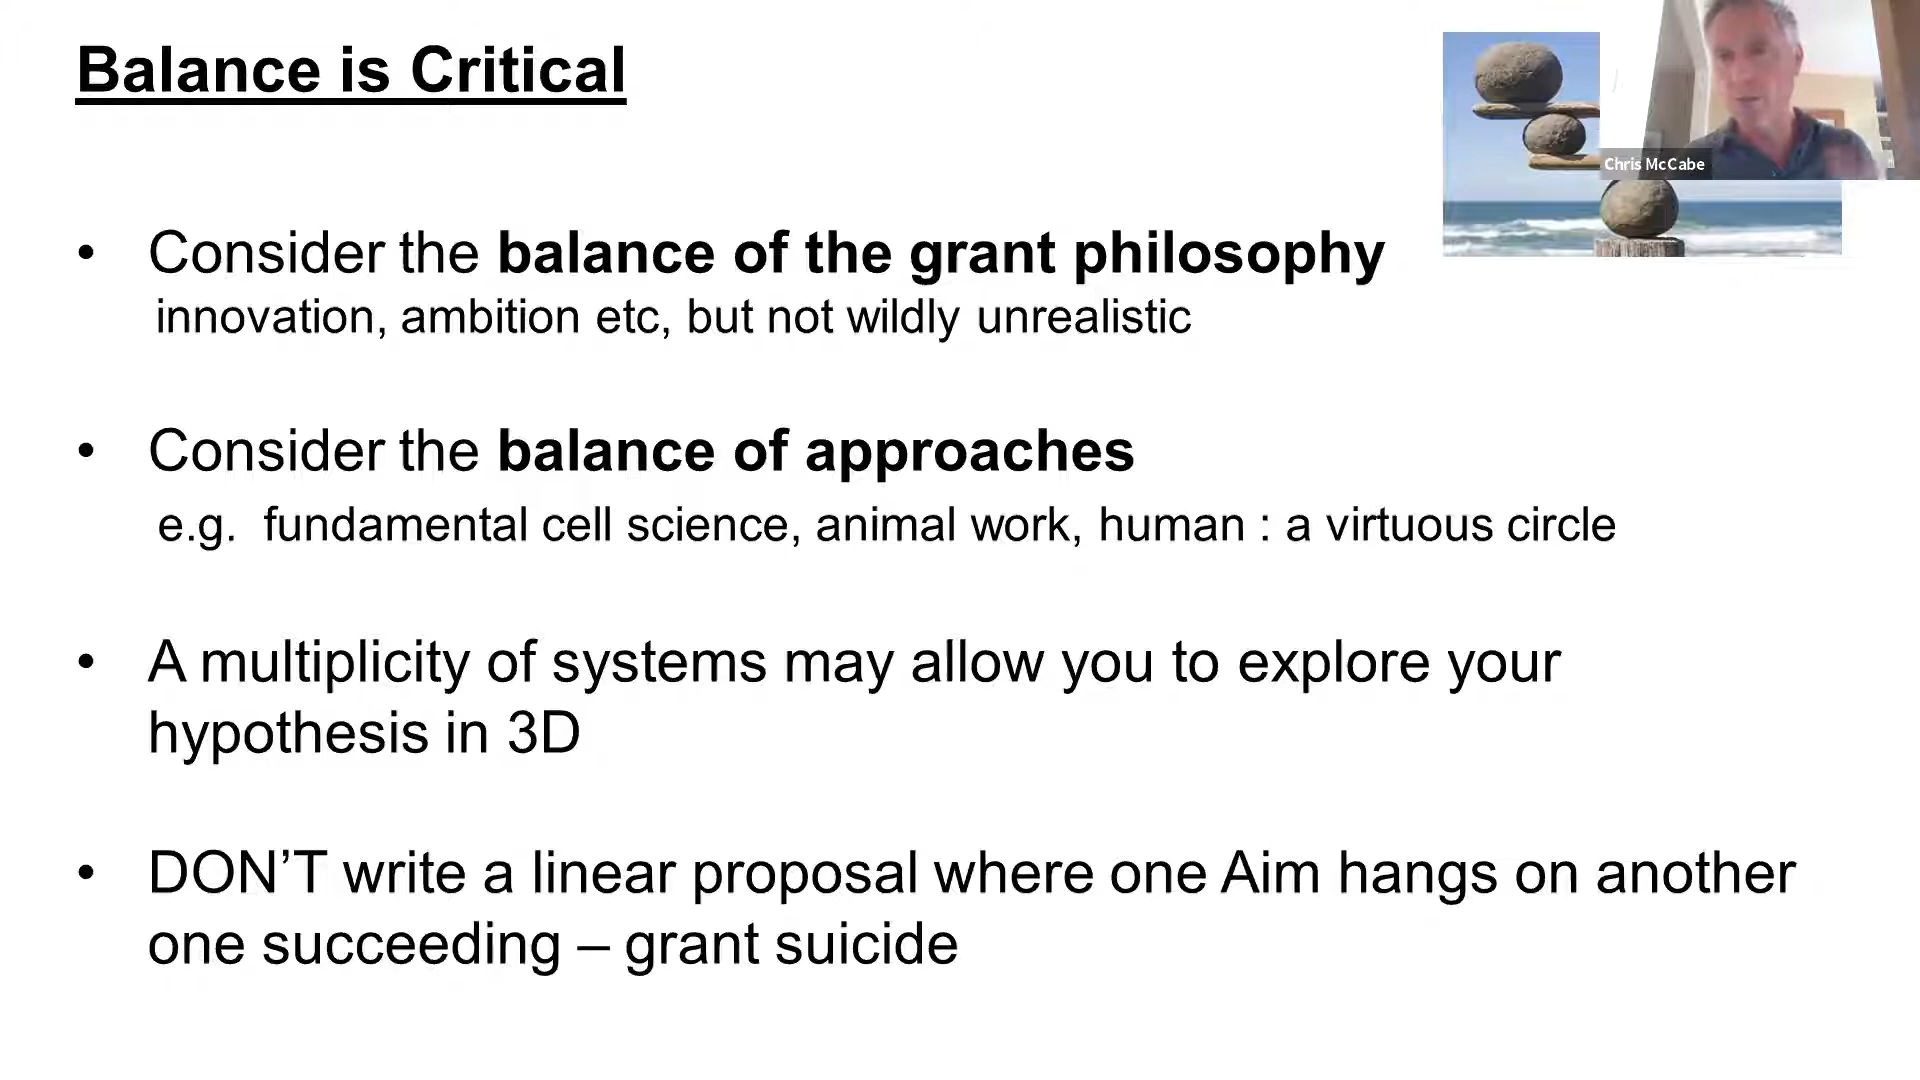 Balance is Critical
Chris McCabe
• Consider the balance of the grant philosophy
innovation, ambition etc, but not wildly unrealistic
• Consider the balance of approaches
e.g. fundamental cell science, animal work, human : a virtuous circle
• A multiplicity of systems may allow you to explore your
hypothesis in 3D
• DON’T write a linear proposal where one Aim hangs on another
one succeeding – grant suicide